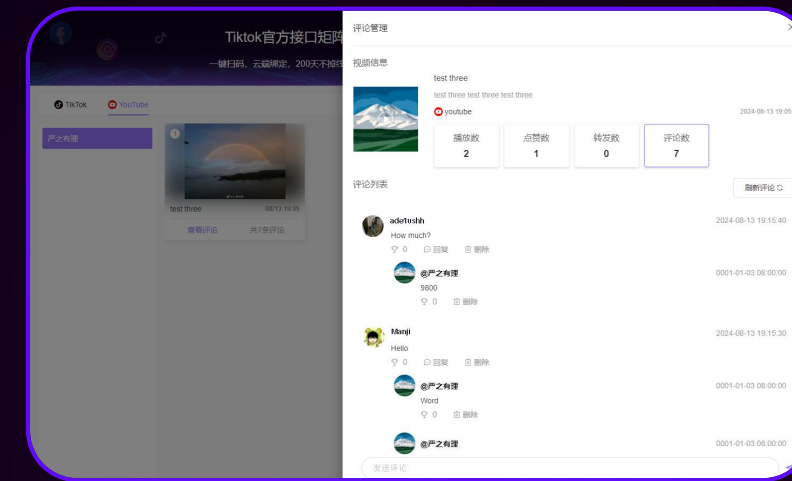 Tiktok官方接口矩阵
一键扫码，云端绑定，200天不掉线
TikTok
YouTube
严之有理
test three
08/13 19:05
查看评论
共7条评论
评论管理
视频信息
test three
test three test three test three
youtube
2024-08-13 19:05
播放数
2
点赞数
1
转发数
0
评论数
7
评论列表
刷新评论
ade1ushh
2024-08-13 19:15:40
How much?
0 回复 删除
@严之有理
0001-01-03 08:00:00
9800
0 删除
Manji
2024-08-13 19:15:30
Hello
0 回复 删除
@严之有理
0001-01-03 08:00:00
Word
0 删除
@严之有理
0001-01-03 08:00:00
发送评论